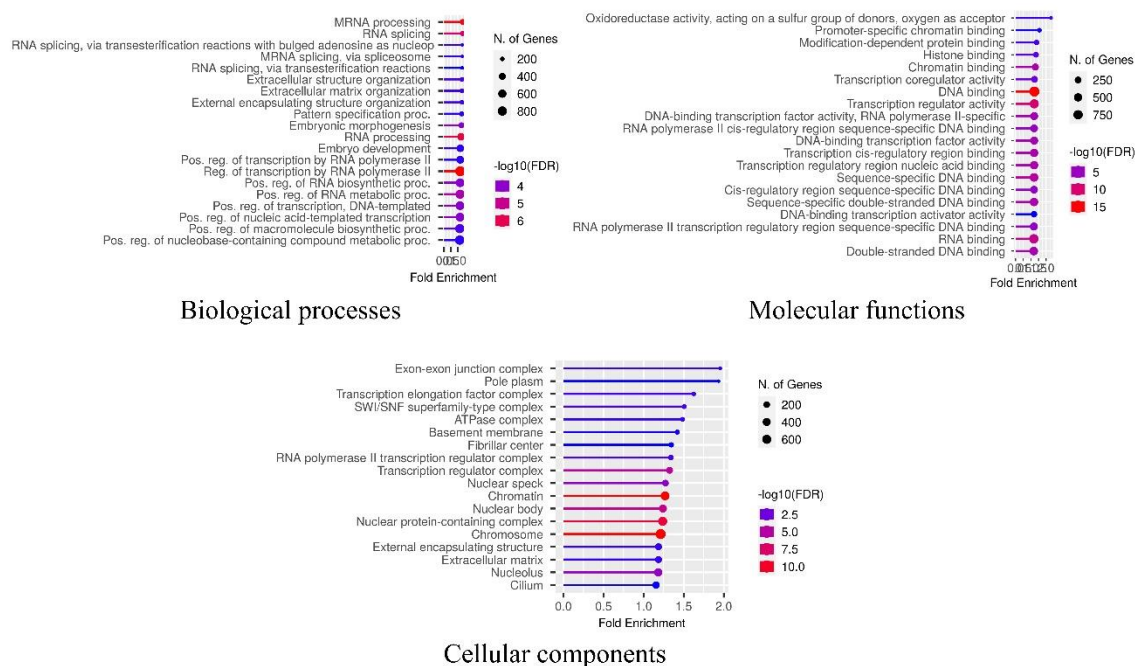 MRNA processing
RNA splicing
RNA splicing, via transesterification reactions with bulged adenosine as nucleop
MRNA splicing, via spliceosome
RNA splicing, via transesterification reactions
Extracellular structure organization
Extracellular matrix organization
External encapsulating structure organization
Pattern specification proc.
Embryonic morphogenesis
RNA processing
Embryo development
Pos. reg. of transcription by RNA polymerase II
Reg. of transcription by RNA polymerase II
Pos. reg. of RNA biosynthetic proc.
Pos. reg. of RNA metabolic proc.
Pos. reg. of transcription, DNA-templated
Pos. reg. of nucleic acid-templated transcription
Pos. reg. of macromolecule biosynthetic proc.
Pos. reg. of nucleobase-containing compound metabolic proc.
Fold Enrichment
N. of Genes
200
400
600
800
-log10(FDR)
4
5
6
Biological processes
Oxidoreductase activity, acting on a sulfur group of donors, oxygen as acceptor
Promoter-specific chromatin binding
Modification-dependent protein binding
Histone binding
Chromatin binding
Transcription coregulator activity
DNA binding
Transcription regulator activity
DNA-binding transcription factor activity, RNA polymerase II-specific
RNA polymerase II cis-regulatory region sequence-specific DNA binding
DNA-binding transcription factor activity
Transcription cis-regulatory region binding
Transcription regulatory region nucleic acid binding
Sequence-specific DNA binding
Cis-regulatory region sequence-specific DNA binding
Sequence-specific double-stranded DNA binding
DNA-binding transcription activator activity
RNA polymerase II transcription regulatory region sequence-specific DNA binding
RNA binding
Double-stranded DNA binding
Fold Enrichment
N. of Genes
250
500
750
-log10(FDR)
5
10
15
Molecular functions
Exon-exon junction complex
Pole plasm
Transcription elongation factor complex
SWI/SNF superfamily-type complex
ATPase complex
Basement membrane
Fibrillar center
RNA polymerase II transcription regulator complex
Transcription regulator complex
Nuclear speck
Chromatin
Nuclear body
Nuclear protein-containing complex
Chromosome
External encapsulating structure
Extracellular matrix
Nucleolus
Cilium
0.0 0.5 1.0 1.5 2.0
Fold Enrichment
N. of Genes
200
400
600
-log10(FDR)
2.5
5.0
7.5
10.0
Cellular components